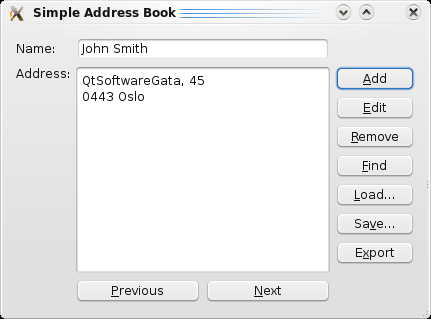 Simple Address Book
Name: John Smith
Address: QtSoftwareGata, 45
0443 Oslo
Add
Edit
Remove
Find
Load...
Save...
Export
Previous Next